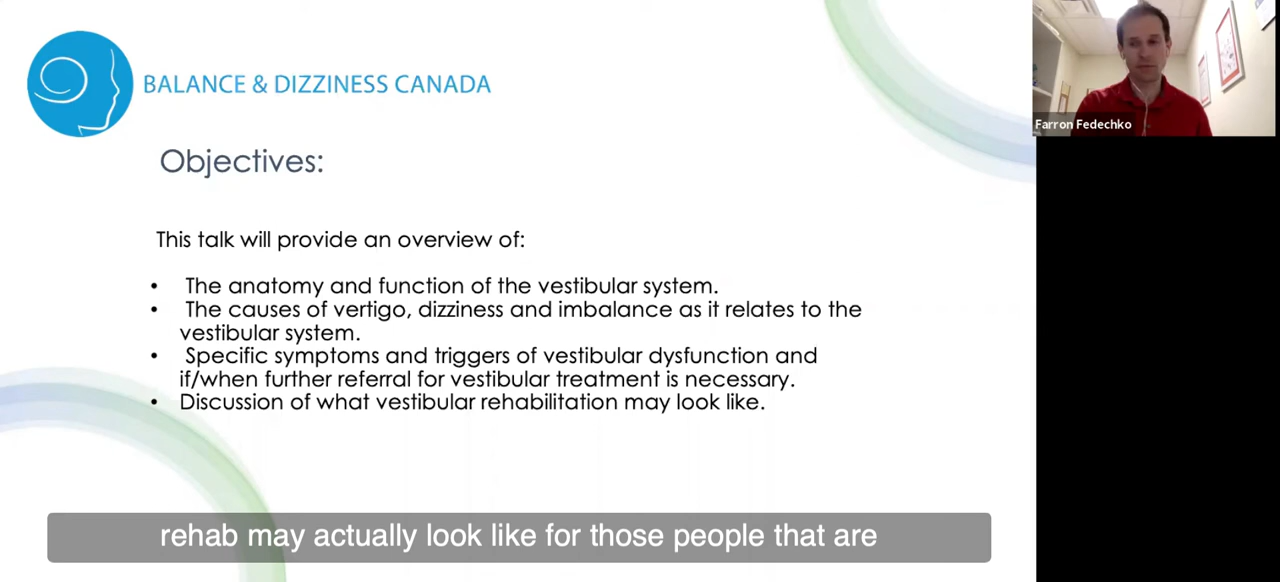 BALANCE & DIZZINESS CANADA
Farron Fedechko
Objectives:
This talk will provide an overview of:
• The anatomy and function of the vestibular system.
• The causes of vertigo, dizziness and imbalance as it relates to the
vestibular system.
• Specific symptoms and triggers of vestibular dysfunction and
if/when further referral for vestibular treatment is necessary.
• Discussion of what vestibular rehabilitation may look like.
rehab may actually look like for those people that are